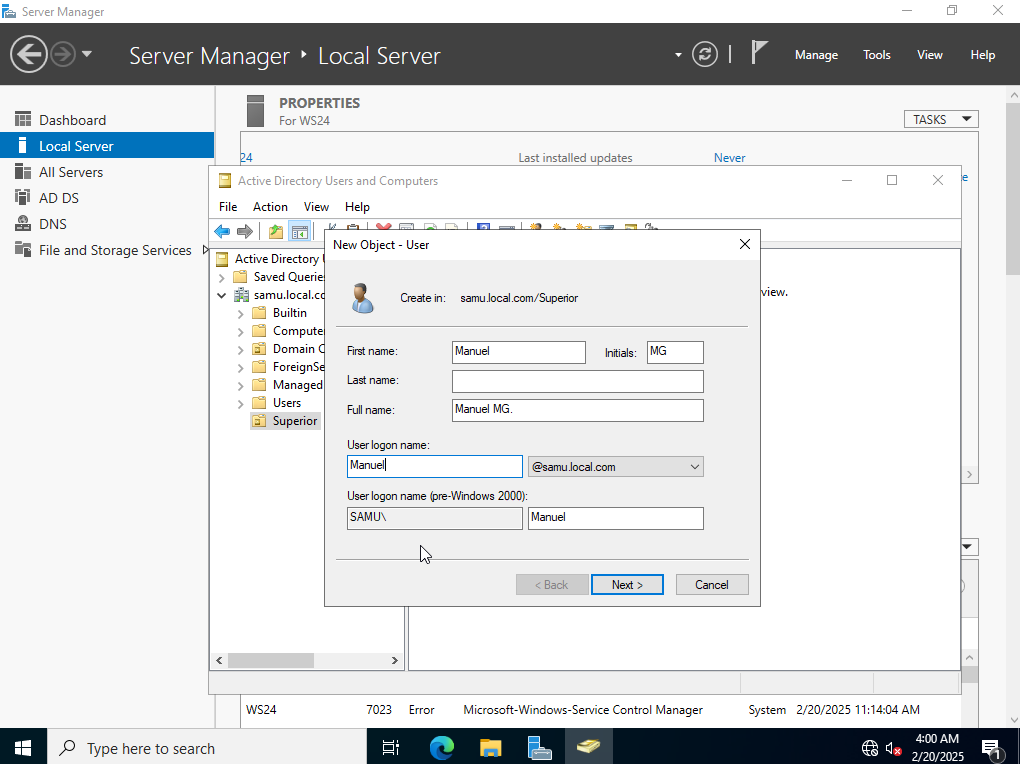 Server Manager
Server Manager ‣ Local Server
Manage Tools View Help
Dashboard
Local Server
All Servers
AD DS
DNS
File and Storage Services
PROPERTIES
For WS24
TASKS
24 Last installed updates Never
Active Directory Users and Computers
File Action View Help
Active Directory
Saved Querie
samu.local.co
Builtin
Compute
Domain C
ForeignSe
Managed
Users
Superior
view.
New Object - User
Create in: samu.local.com/Superior
First name: Manuel Initials: MG
Last name:
Full name: Manuel MG.
User logon name:
Manuel @samu.local.com
User logon name (pre-Windows 2000):
SAMU\ Manuel
< Back Next > Cancel
WS24 7023 Error Microsoft-Windows-Service Control Manager System 2/20/2025 11:14:04 AM
Type here to search
4:00 AM
2/20/2025
1